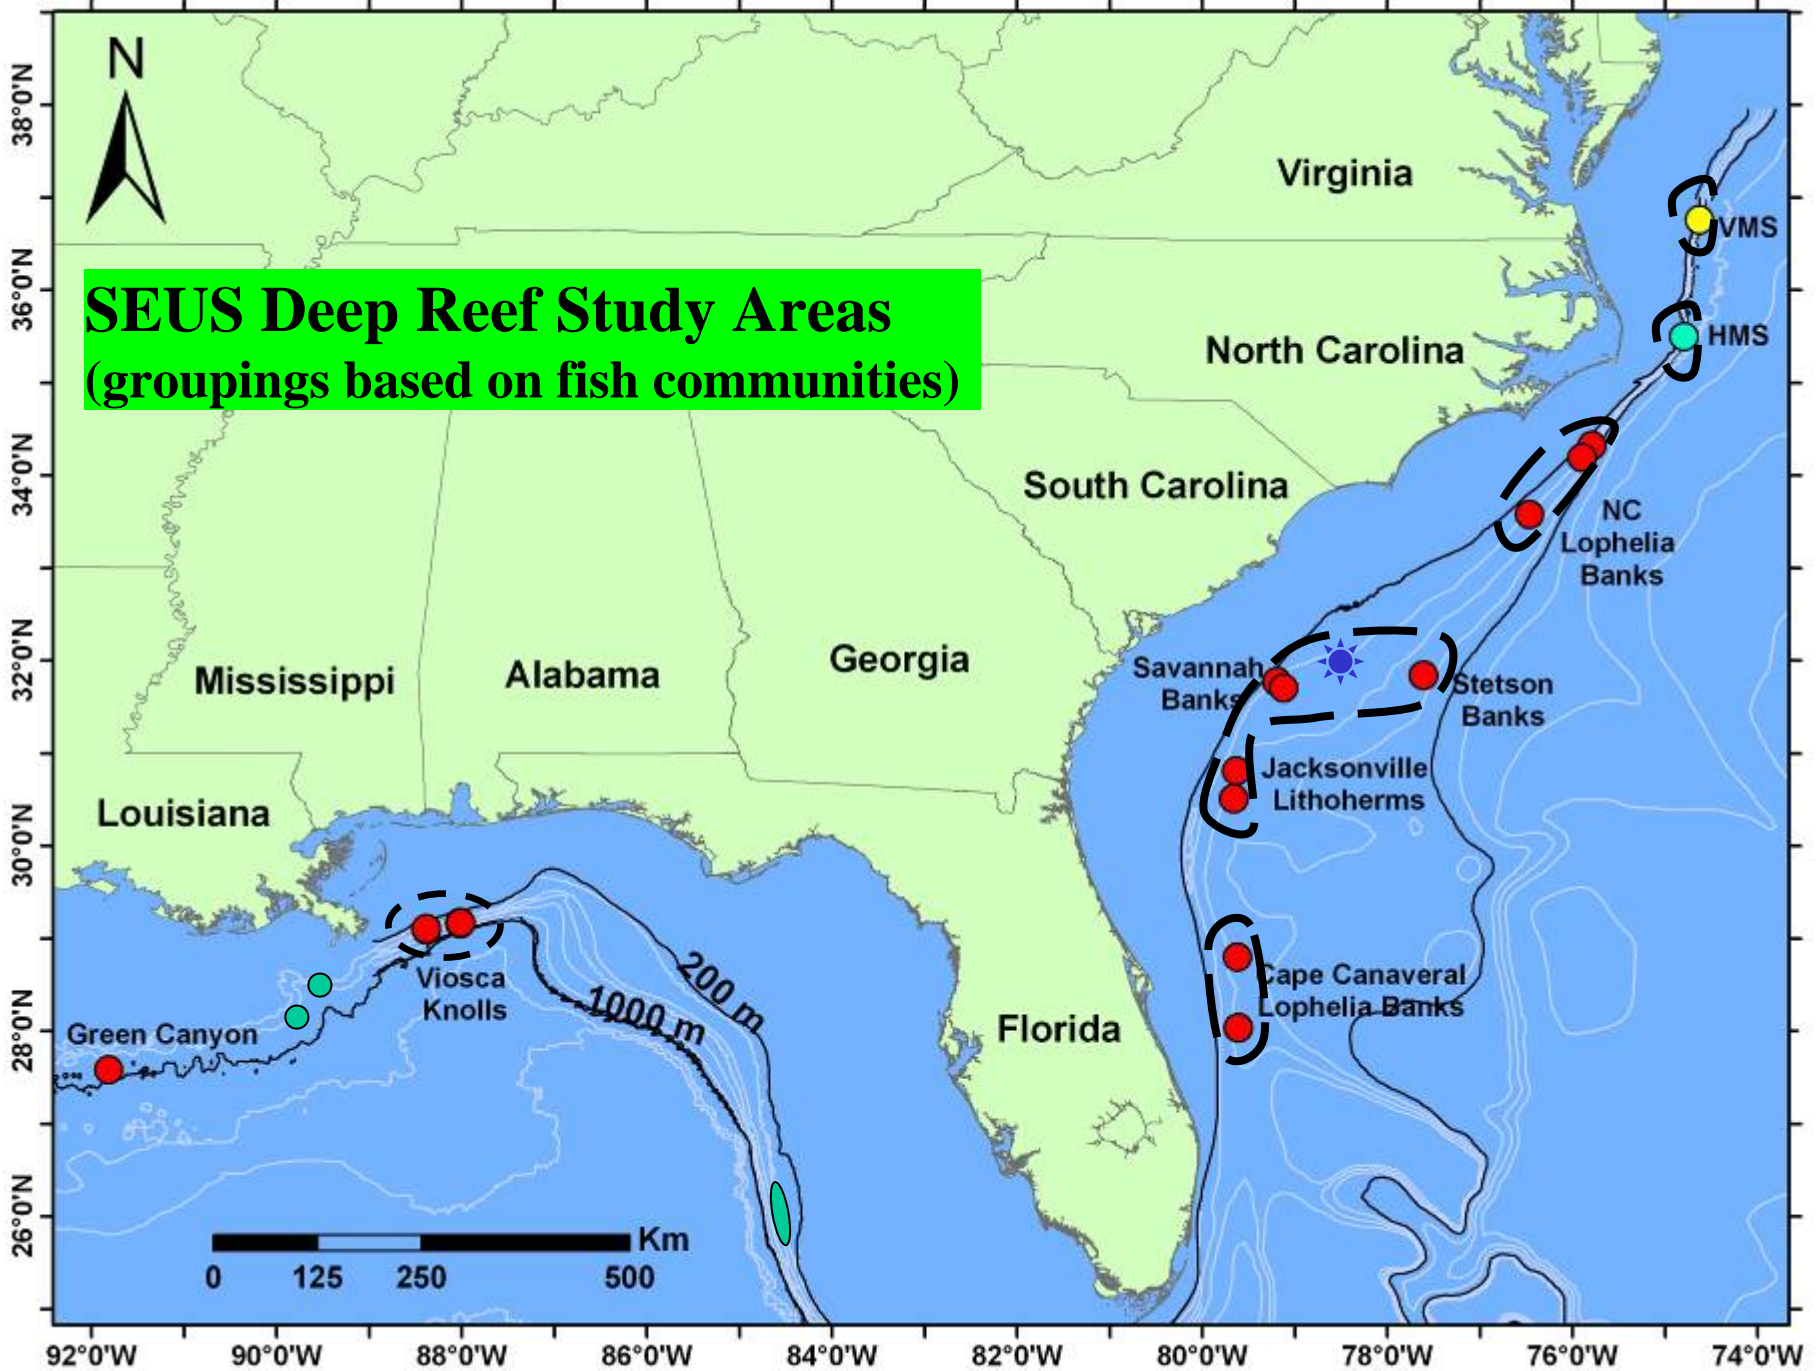 N
SEUS Deep Reef Study Areas
(groupings based on fish communities)
Virginia
VMS
HMS
North Carolina
South Carolina
NC
Lophelia
Banks
Mississippi
Alabama
Georgia
Savannah
Banks
Stetson
Banks
Jacksonville
Lithoherms
Louisiana
Viosca
Knolls
200 m
1000 m
Green Canyon
Florida
Cape Canaveral
Lophelia Banks
Km
0 125 250 500
38°0'N
36°0'N
34°0'N
32°0'N
30°0'N
28°0'N
26°0'N
92°0'W 90°0'W 88°0'W 86°0'W 84°0'W 82°0'W 80°0'W 78°0'W 76°0'W 74°0'W